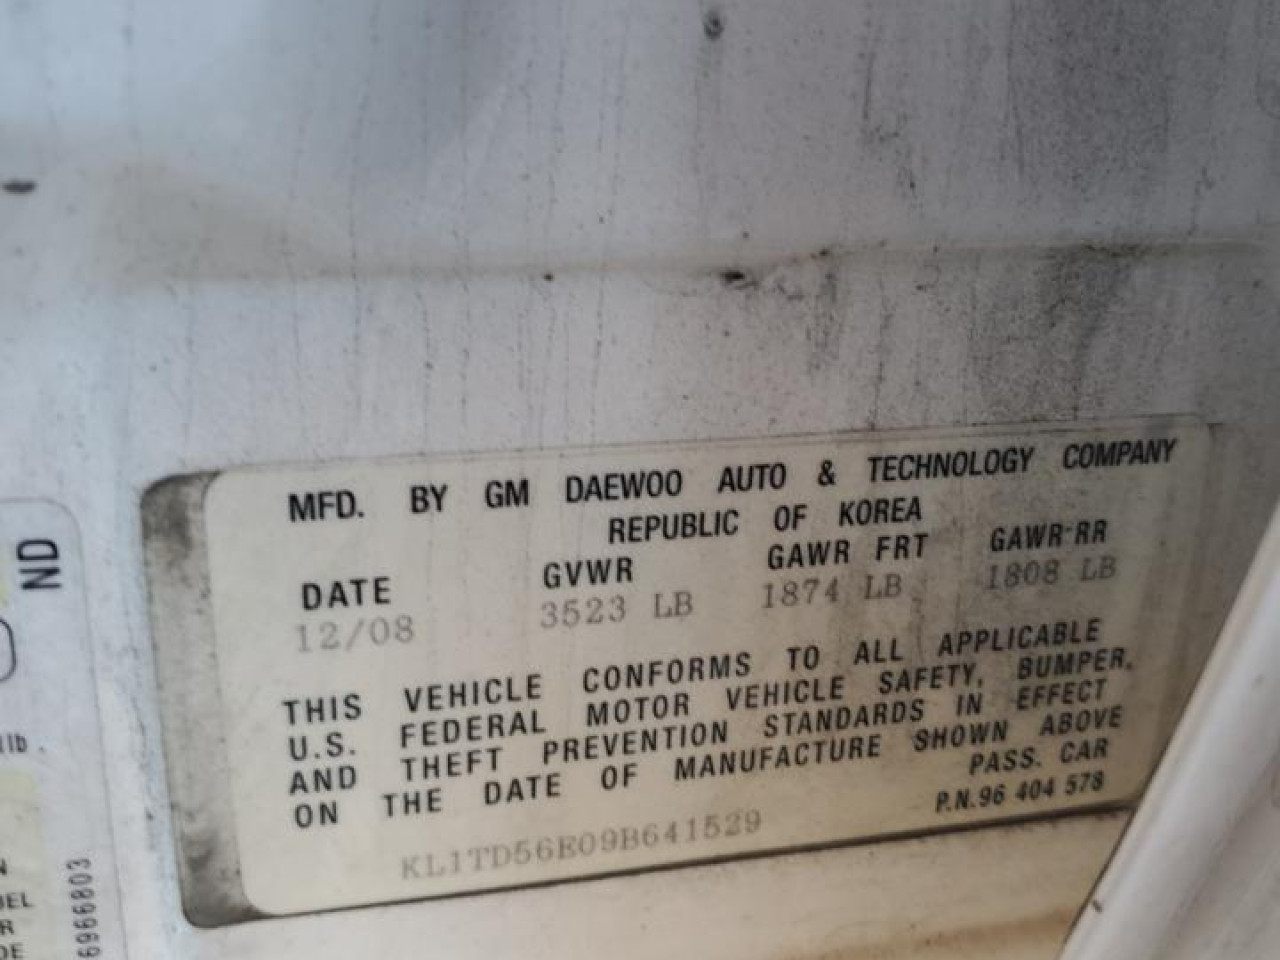 MFD. BY GM DAEWOO AUTO & TECHNOLOGY COMPANY
REPUBLIC OF KOREA
DATE GVWR GAWR FRT GAWR RR
12/08 3523 LB 1874 LB 1808 LB
THIS VEHICLE CONFORMS TO ALL APPLICABLE
U.S. FEDERAL MOTOR VEHICLE SAFETY, BUMPER,
AND THEFT PREVENTION STANDARDS IN EFFECT
ON THE DATE OF MANUFACTURE SHOWN ABOVE
PASS. CAR
P.N.96 404 578
KL1TD56E09B641529
ND
lb
6966803